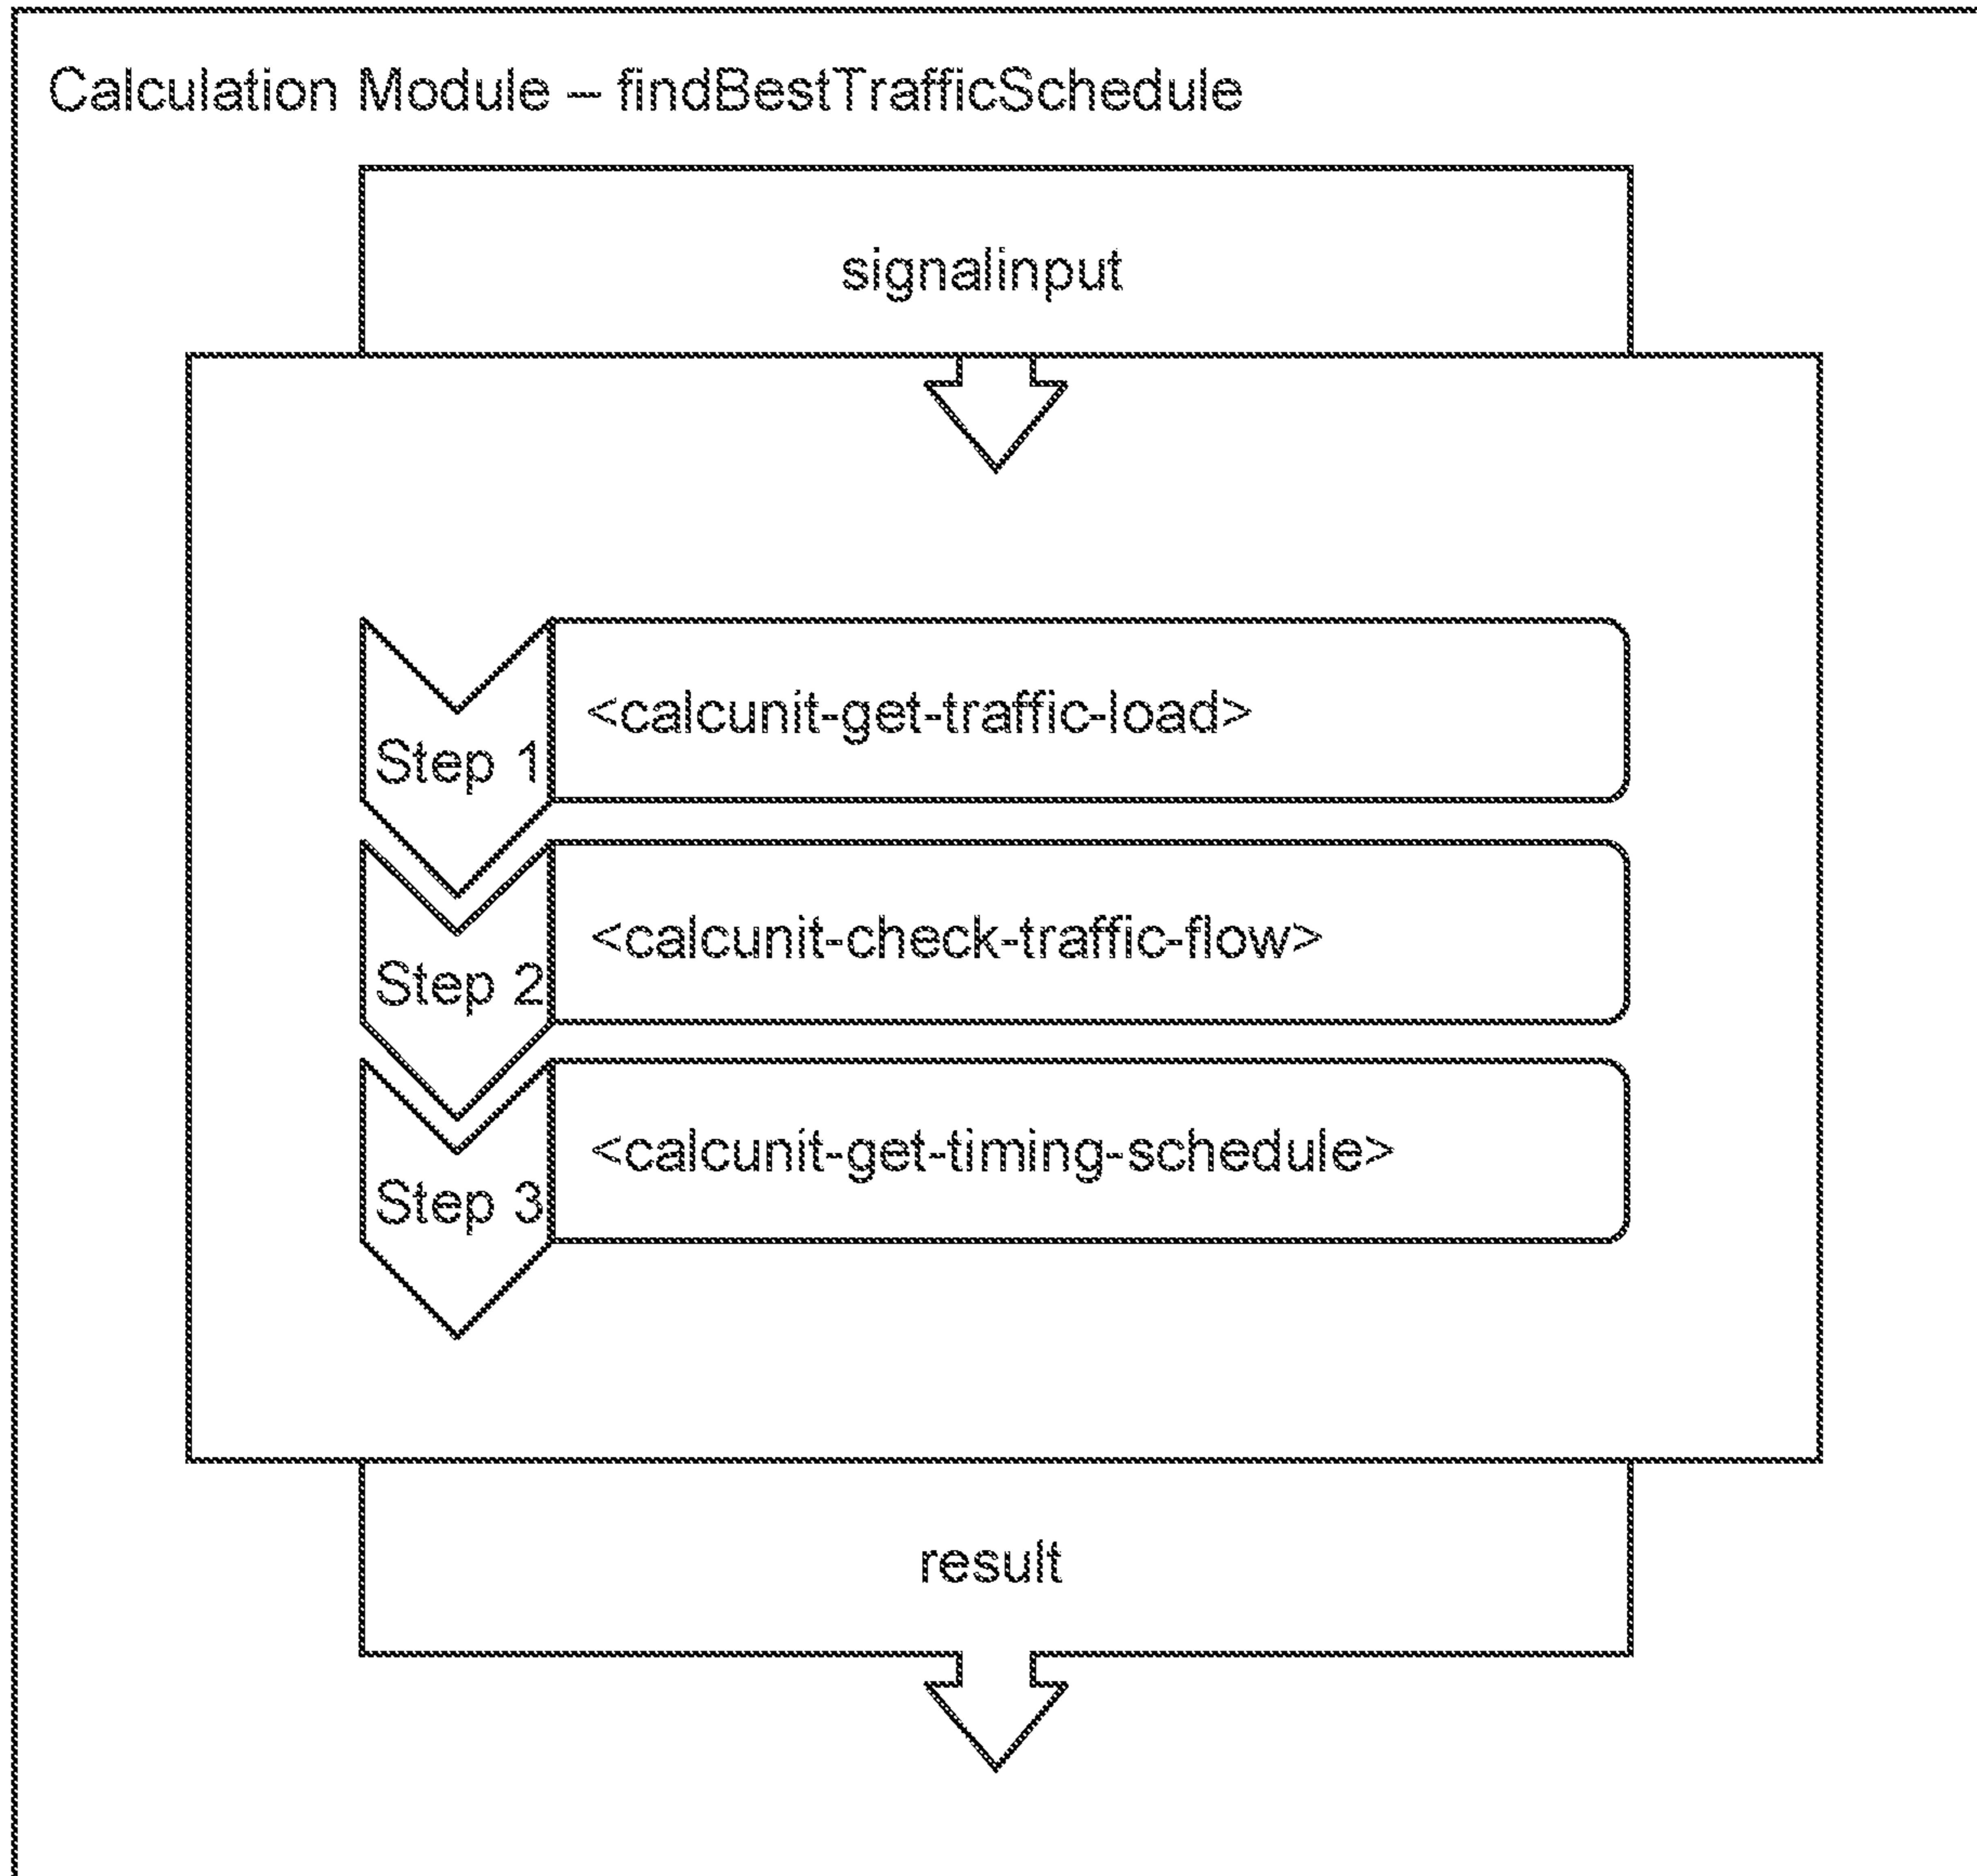 Calculation Module – findBestTrafficSchedule
signalinput
<calcunit-get-traffic-load>
Step 1
<calcunit-check-traffic-flow>
Step 2
<calcunit-get-timing-schedule>
Step 3
result